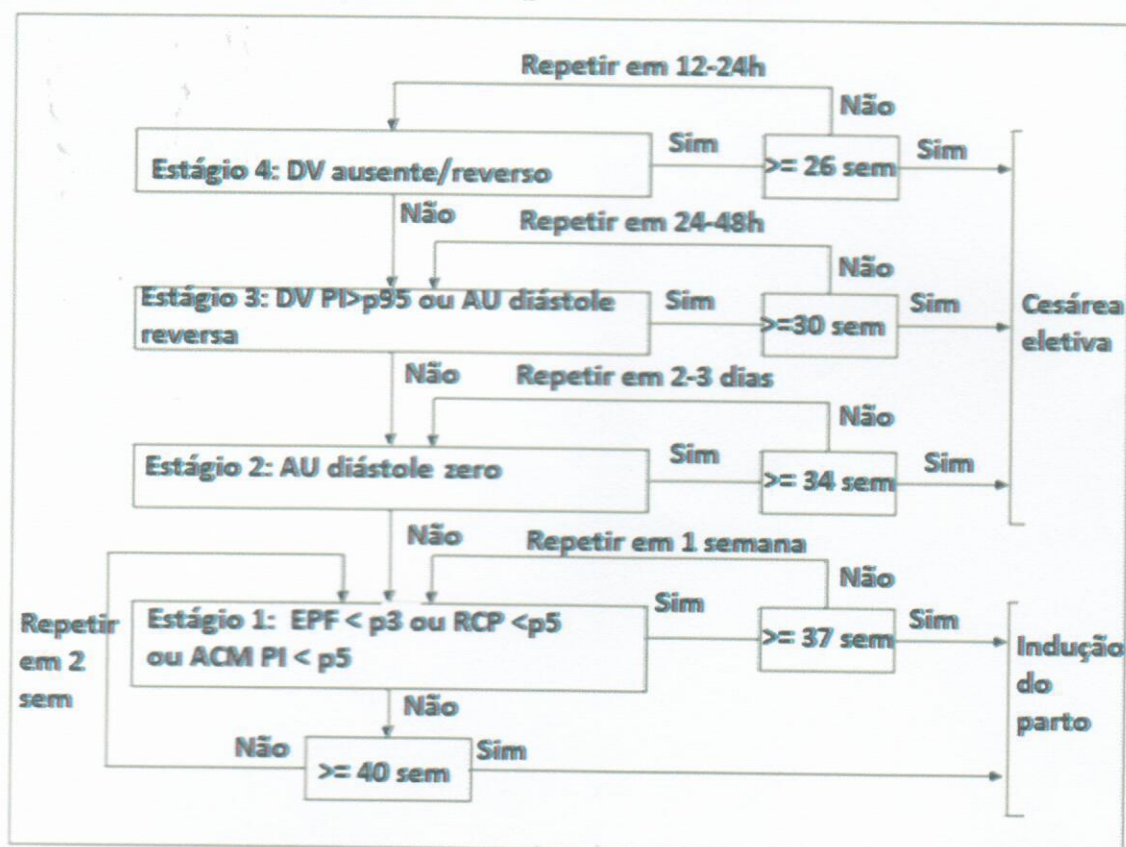 Repetir em 12-24h
Não
Estágio 4: DV ausente/reverso
Sim
>= 26 sem
Sim
Não
Repetir em 24-48h
Não
Estágio 3: DV PI>p95 ou AU diástole
reversa
Sim
>=30 sem
Sim
Cesárea
eletiva
Não
Repetir em 2-3 dias
Não
Estágio 2: AU diástole zero
Sim
>= 34 sem
Sim
Não
Repetir em 1 semana
Não
Repetir
em 2
sem
Estágio 1: EPF < p3 ou RCP <p5
ou ACM PI < p5
Sim
>= 37 sem
Sim
Indução
do
parto
Não
Não
>= 40 sem
Sim